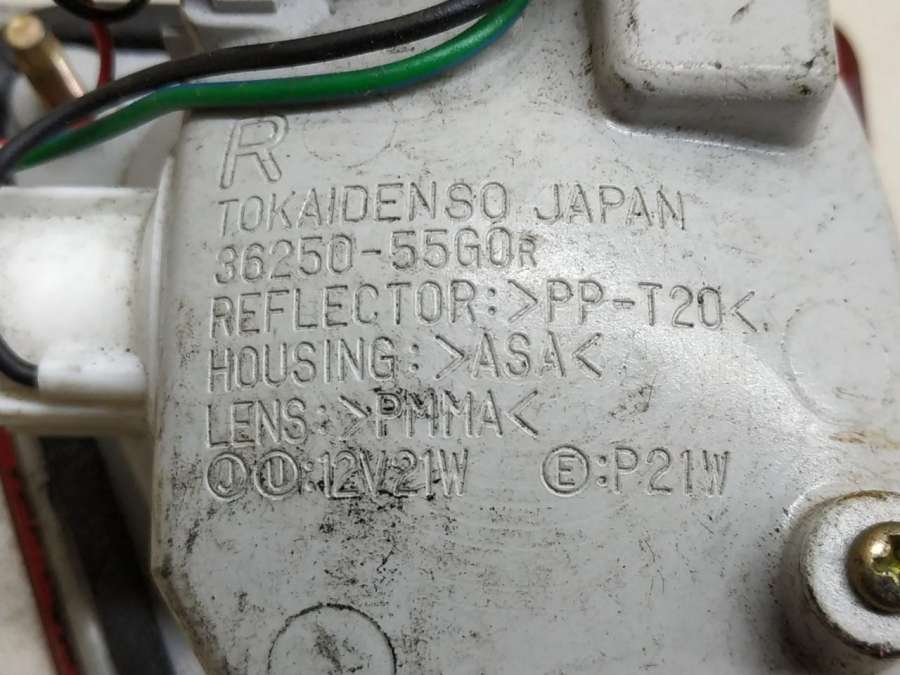 R
TOKAIDENSO JAPAN
36250-55G0R
REFLECTOR:>PP-T20<
HOUSING:>ASA<
LENS:>PMMA<
Ⓙ Ⓤ:12V21W Ⓔ:P21W